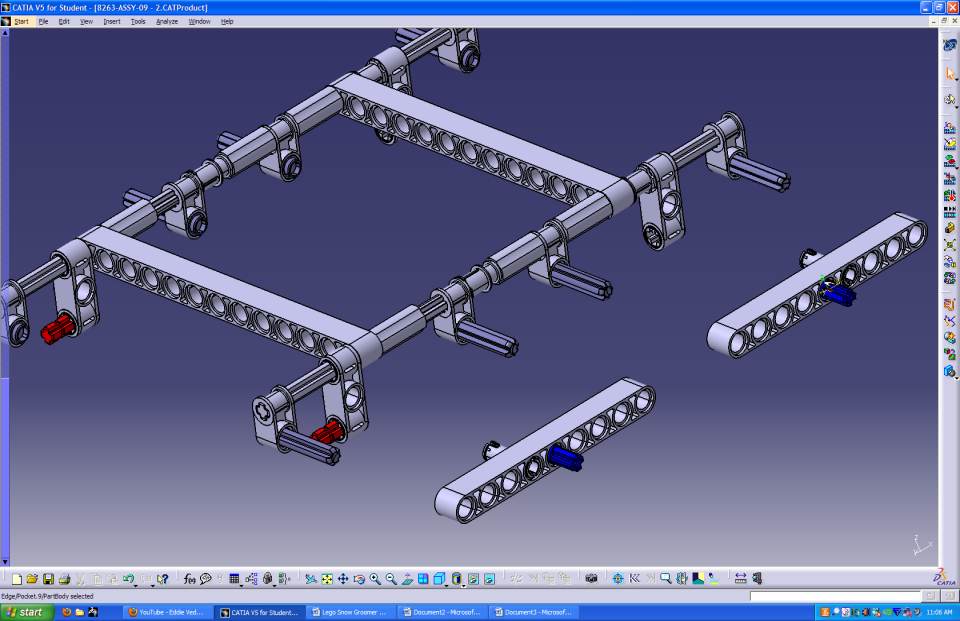 CATIA V5 for Student - [8263-ASSY-09 - 2.CATProduct]
Start File Edit View Insert Tools Analyze Window Help
z
x
y
f(x)
CATIA
Edge/Pocket.9/PartBody selected
start YouTube - Eddie Ved... CATIA V5 for Student... Lego Snow Groomer ... Document2 - Microsof... Document3 - Microsof... 11:06 AM